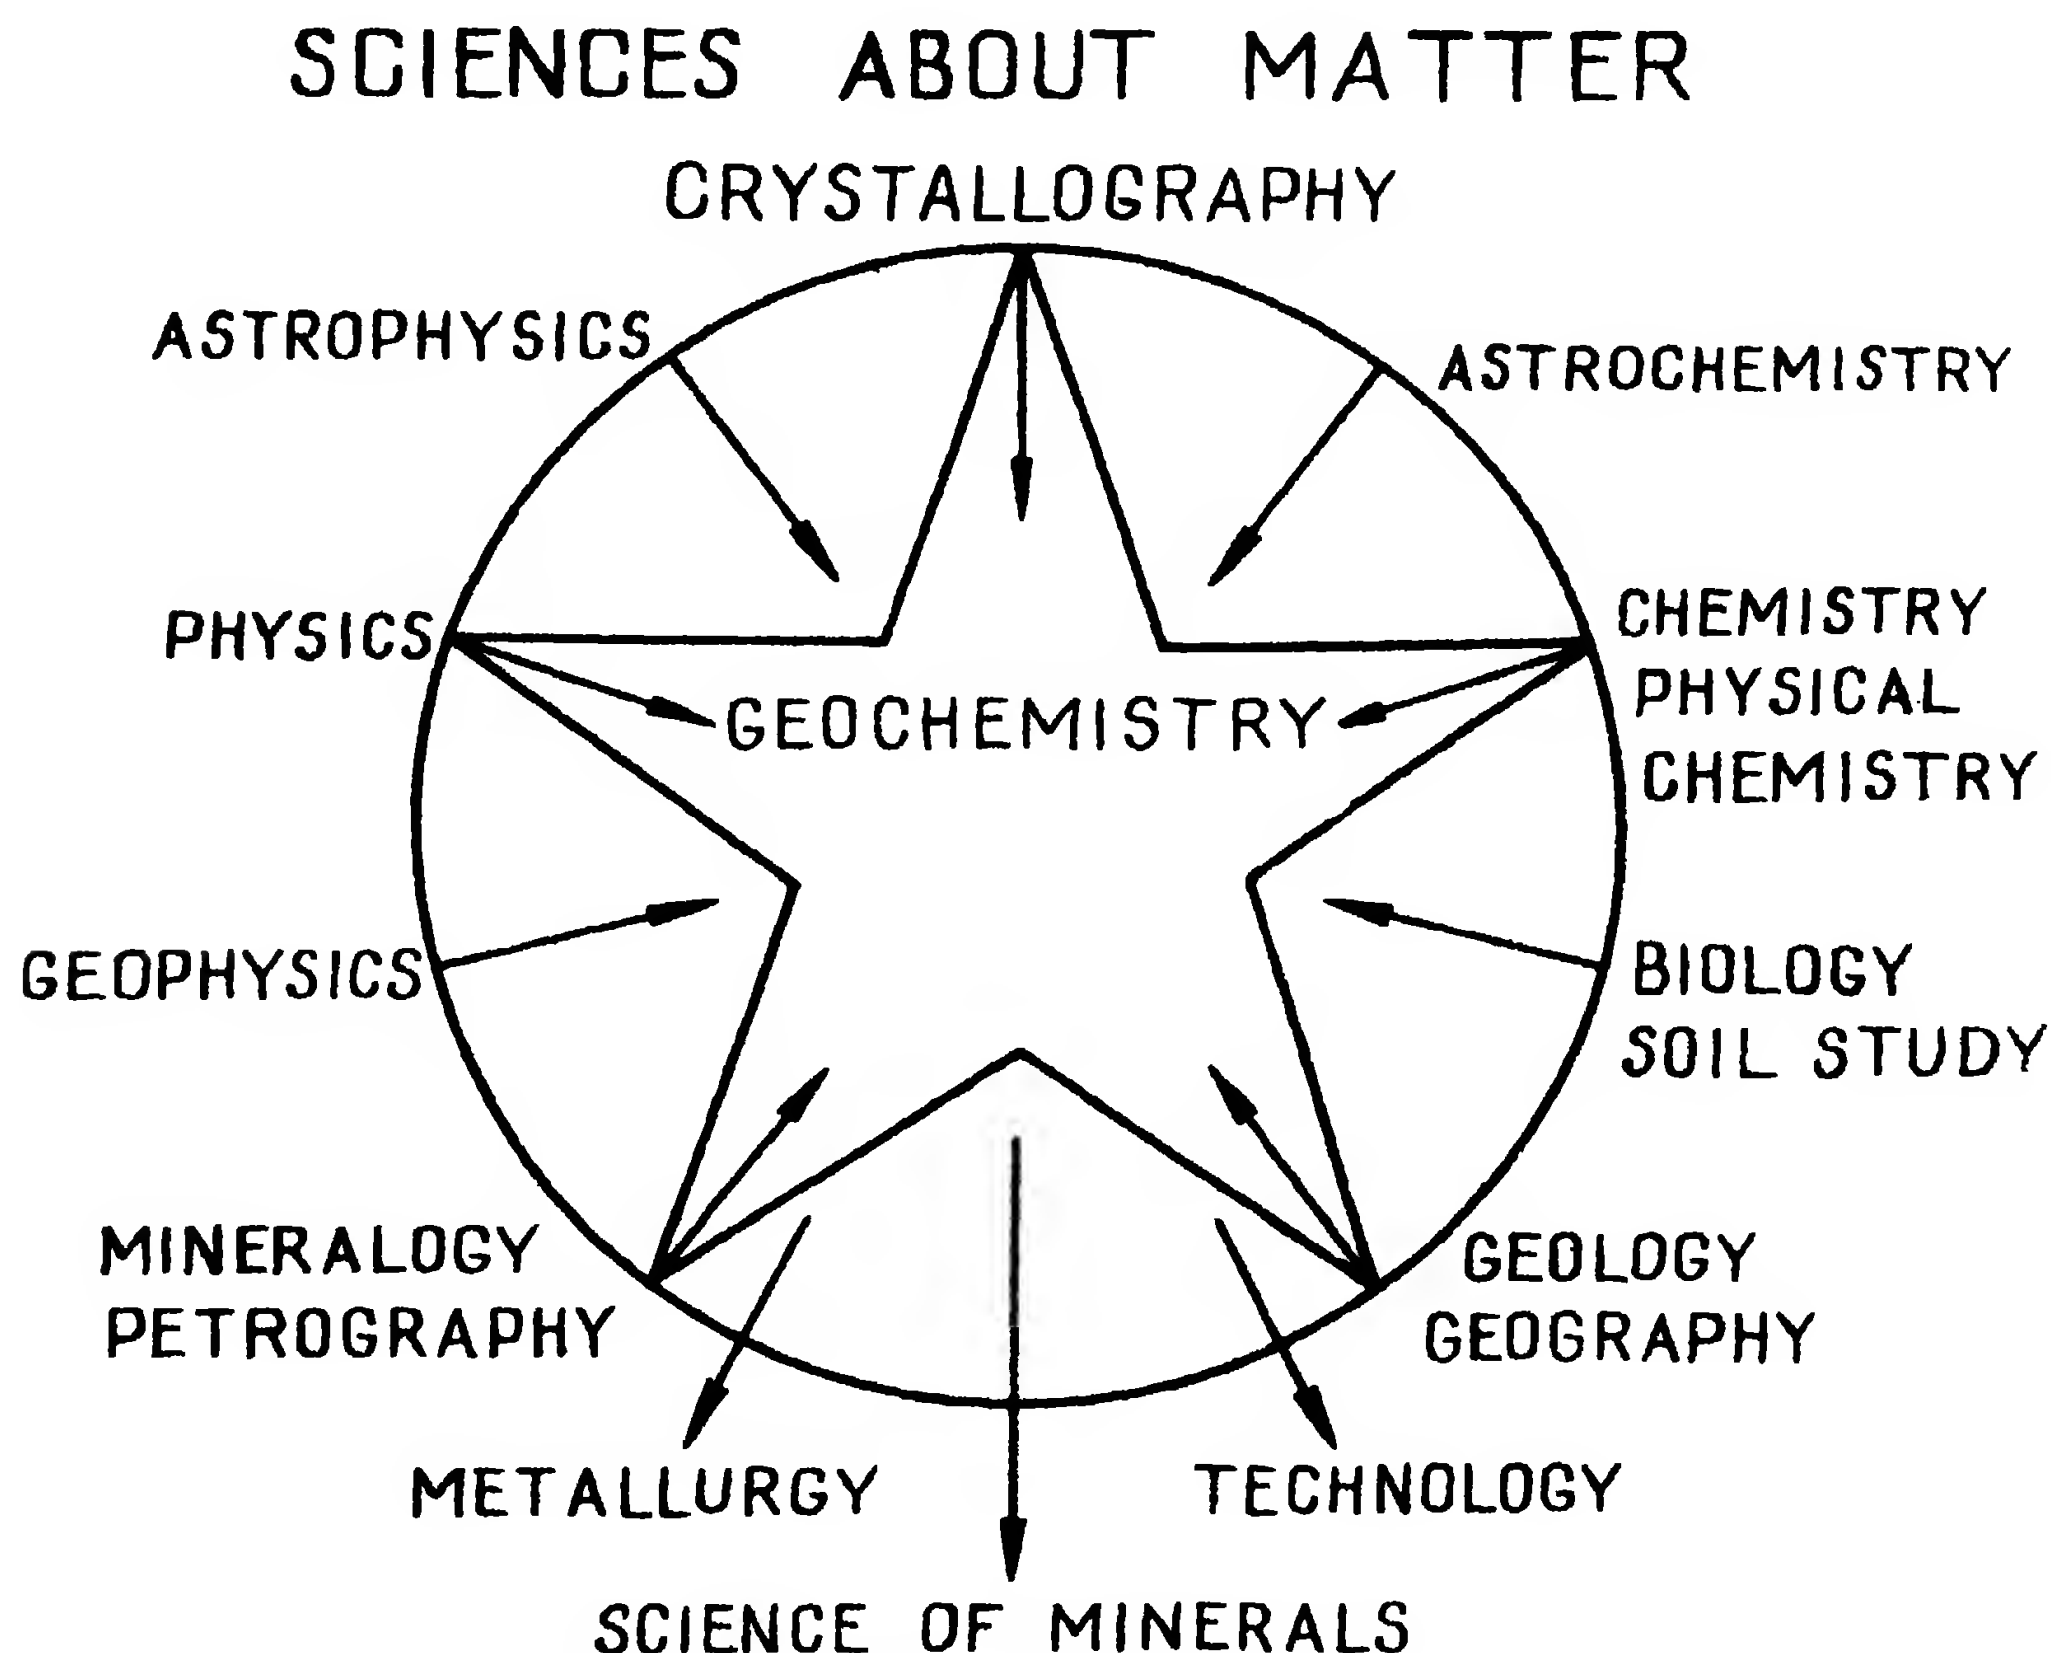 SCIENCES ABOUT MATTER
CRYSTALLOGRAPHY
ASTROPHYSICS
ASTROCHEMISTRY
PHYSICS
CHEMISTRY
PHYSICAL
CHEMISTRY
GEOCHEMISTRY
GEOPHYSICS
BIOLOGY
SOIL STUDY
MINERALOGY
PETROGRAPHY
GEOLOGY
GEOGRAPHY
METALLURGY
TECHNOLOGY
SCIENCE OF MINERALS